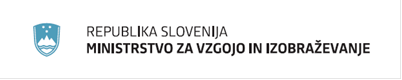 REPUBLIKA SLOVENIJA
MINISTRSTVO ZA VZGOJO IN IZOBRAŽEVANJE